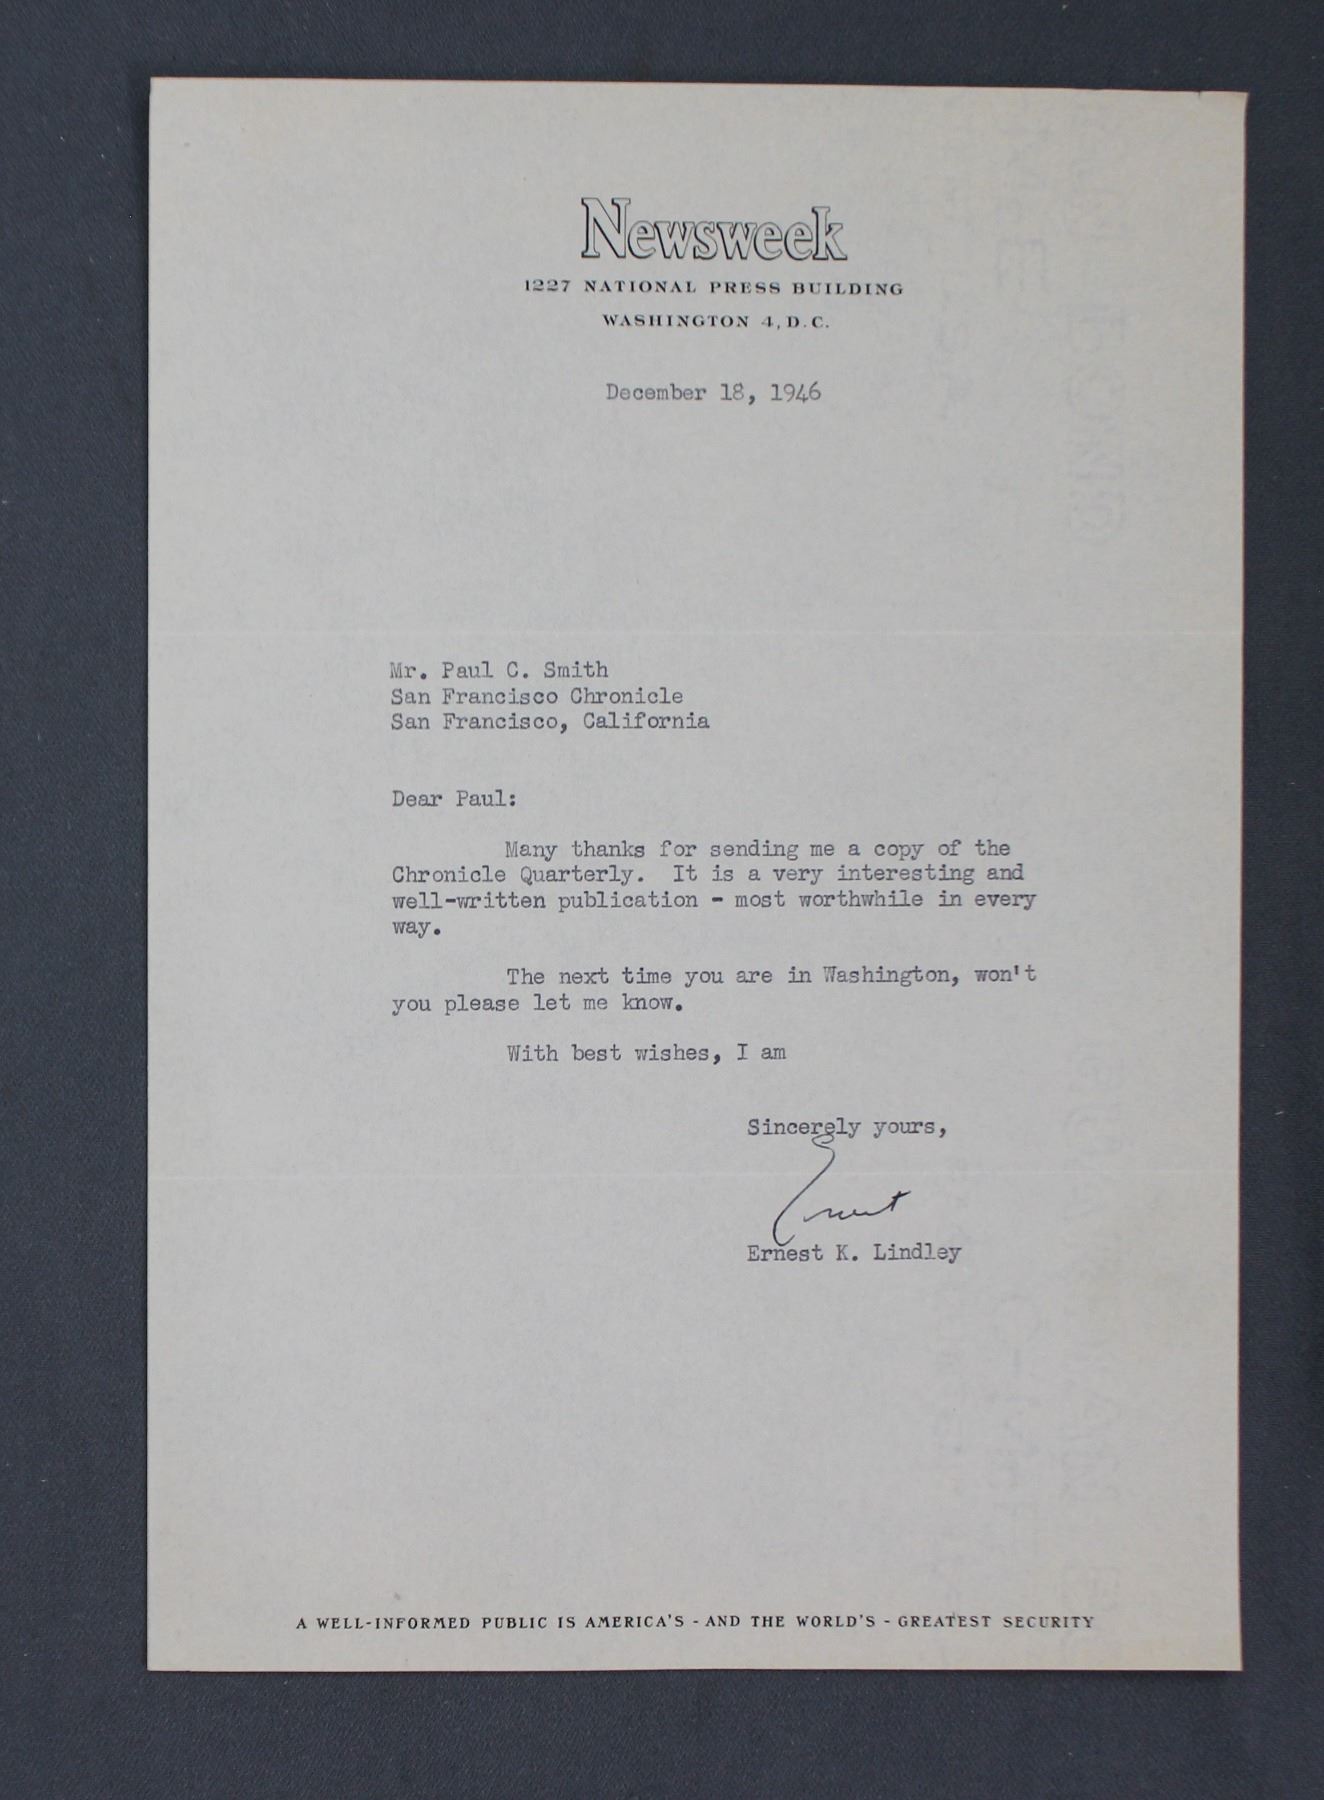 Newsweek
1227 NATIONAL PRESS BUILDING
WASHINGTON 4, D.C.
December 18, 1946
Mr. Paul C. Smith
San Francisco Chronicle
San Francisco, California
Dear Paul:
Many thanks for sending me a copy of the
Chronicle Quarterly. It is a very interesting and
well-written publication - most worthwhile in every
way.
The next time you are in Washington, won't
you please let me know.
With best wishes, I am
Sincerely yours,
Ernest
Ernest K. Lindley
A WELL-INFORMED PUBLIC IS AMERICA'S - AND THE WORLD'S - GREATEST SECURITY